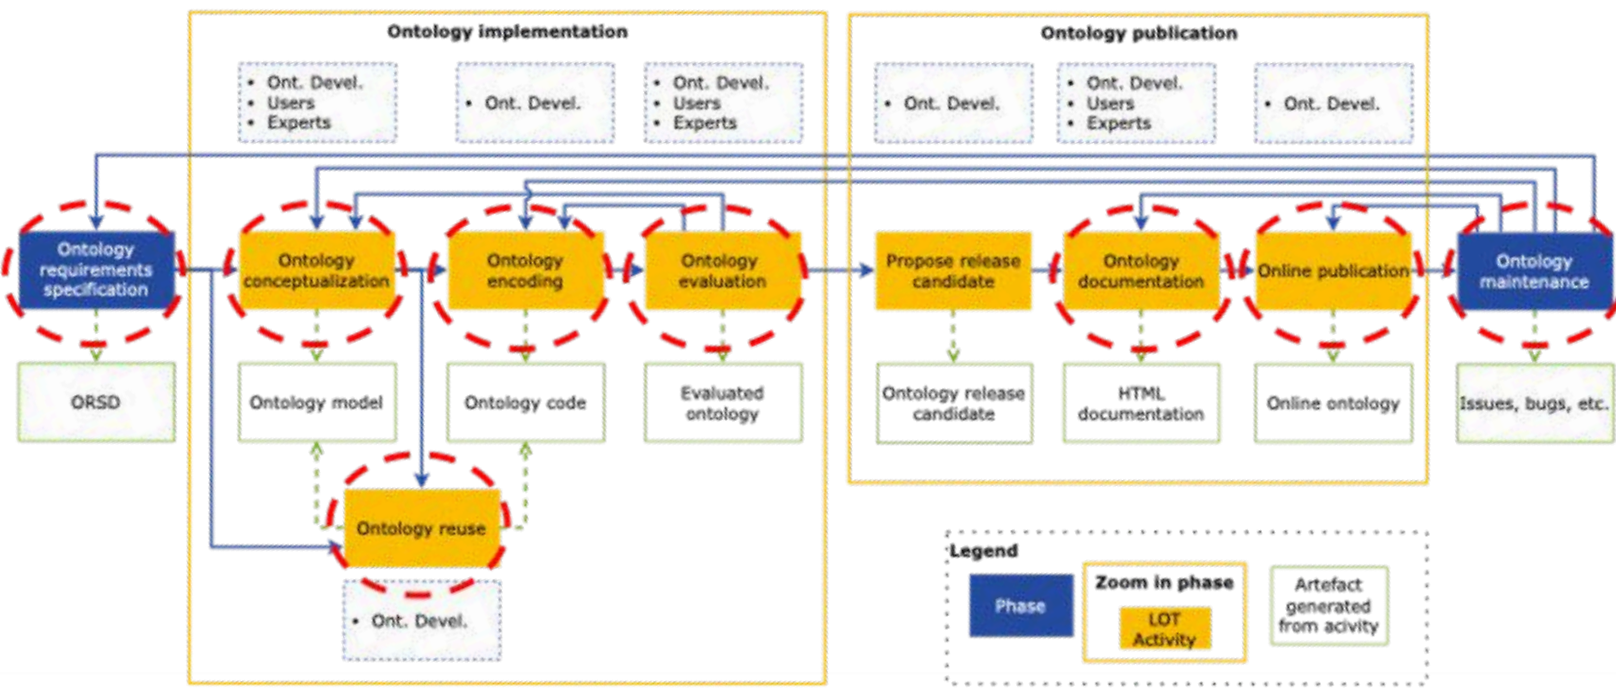 Ontology implementation
Ontology publication
• Ont. Devel.
• Users
• Experts
• Ont. Devel.
• Ont. Devel.
• Users
• Experts
• Ont. Devel.
• Ont. Devel.
• Users
• Experts
• Ont. Devel.
Ontology
requirements
specification
Ontology
conceptualization
Ontology
encoding
Ontology
evaluation
Propose release
candidate
Ontology
documentation
Online publication
Ontology
maintenance
ORSD
Ontology model
Ontology code
Evaluated
ontology
Ontology release
candidate
HTML
documentation
Online ontology
Issues, bugs, etc.
Ontology reuse
• Ont. Devel.
Legend
Phase
Zoom in phase
LOT
Activity
Artefact
generated
from acivity